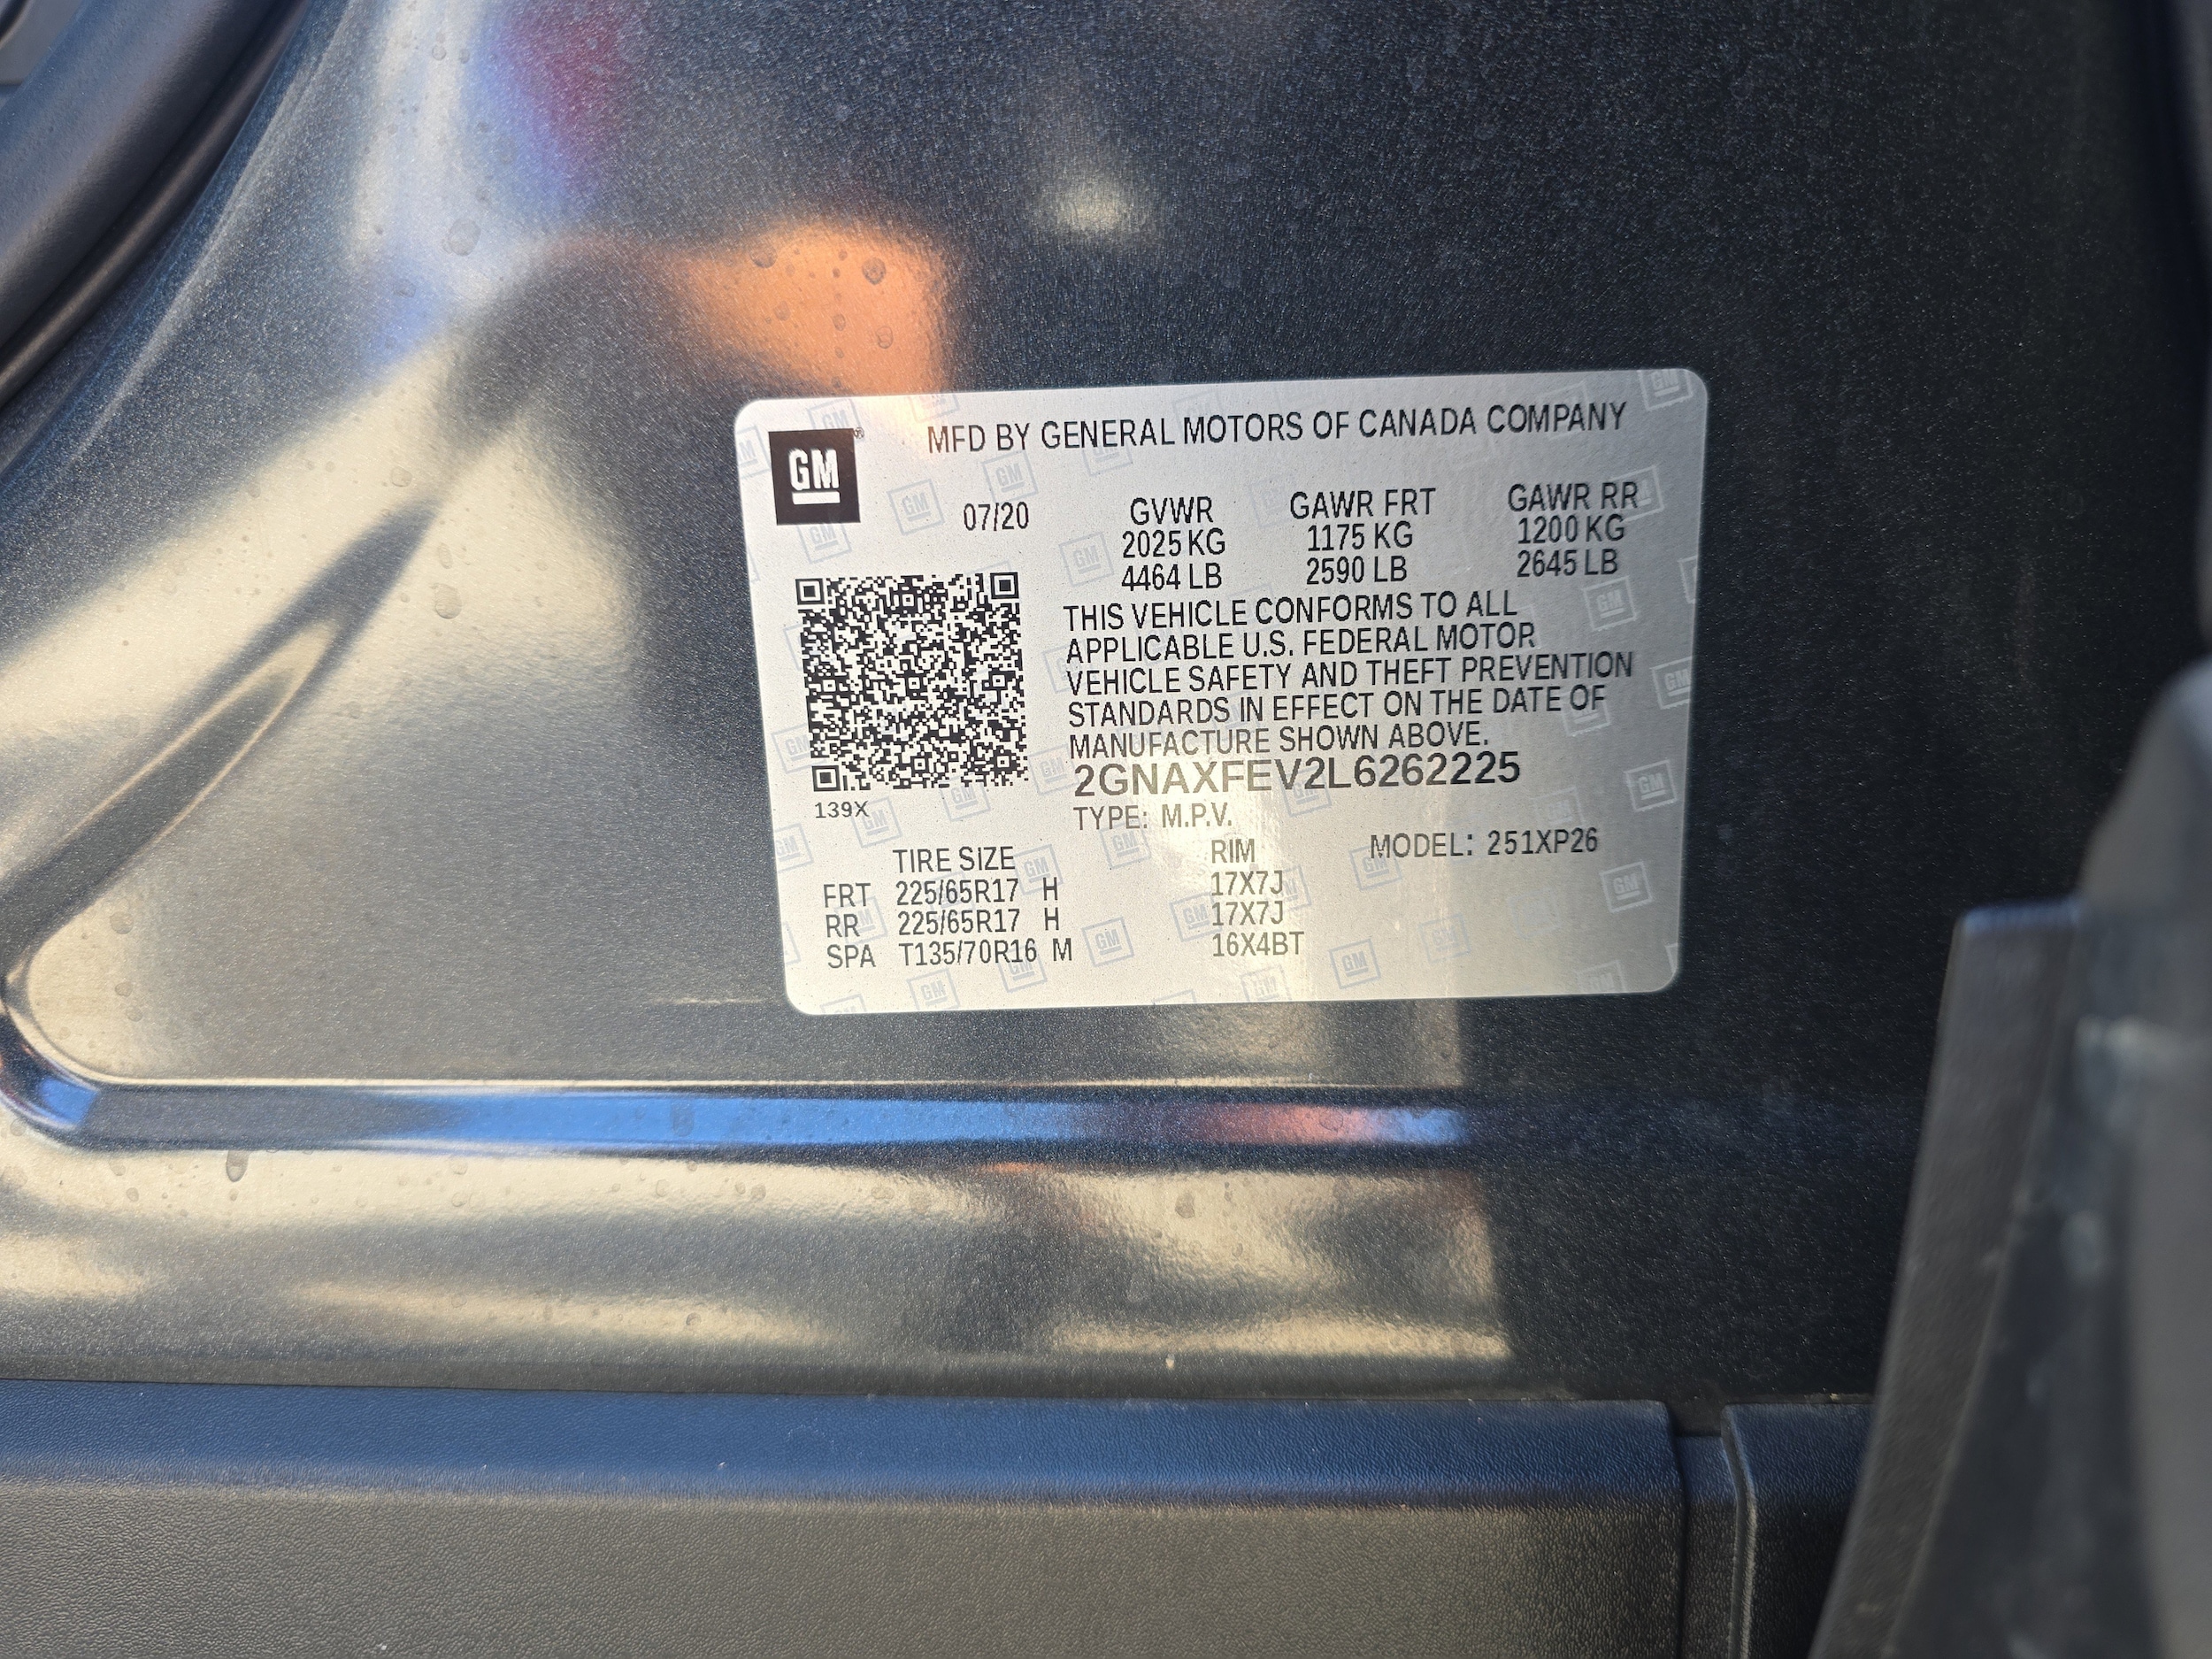 GM®
MFD BY GENERAL MOTORS OF CANADA COMPANY
07/20 GVWR GAWR FRT GAWR RR
2025 KG 1175 KG 1200 KG
4464 LB 2590 LB 2645 LB
THIS VEHICLE CONFORMS TO ALL
APPLICABLE U.S. FEDERAL MOTOR
VEHICLE SAFETY AND THEFT PREVENTION
STANDARDS IN EFFECT ON THE DATE OF
MANUFACTURE SHOWN ABOVE.
2GNAXFEV2L6262225
139X
TYPE: M.P.V.
TIRE SIZE RIM MODEL: 251XP26
FRT 225/65R17 H 17X7J
RR 225/65R17 H 17X7J
SPA T135/70R16 M 16X4BT